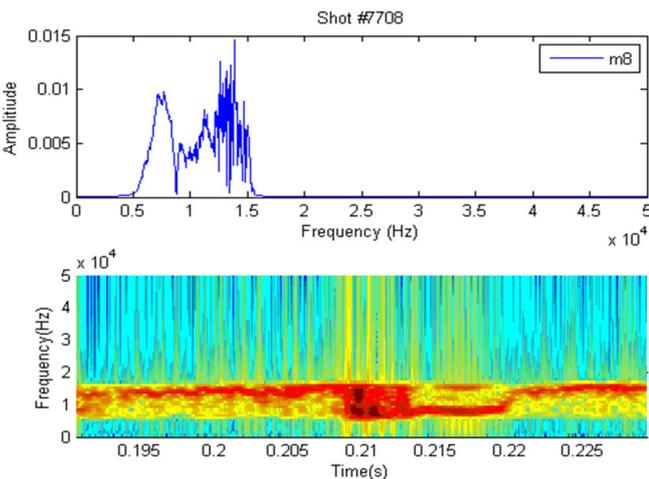 Shot #7708
0.015
0.01
0.005
0
Amplitiude
m8
0 0.5 1 1.5 2 2.5 3 3.5 4 4.5 5
Frequency (Hz)
x 10^4
x 10^4
5
4
3
2
1
0
Frequency(Hz)
0.195 0.2 0.205 0.21 0.215 0.22 0.225
Time(s)